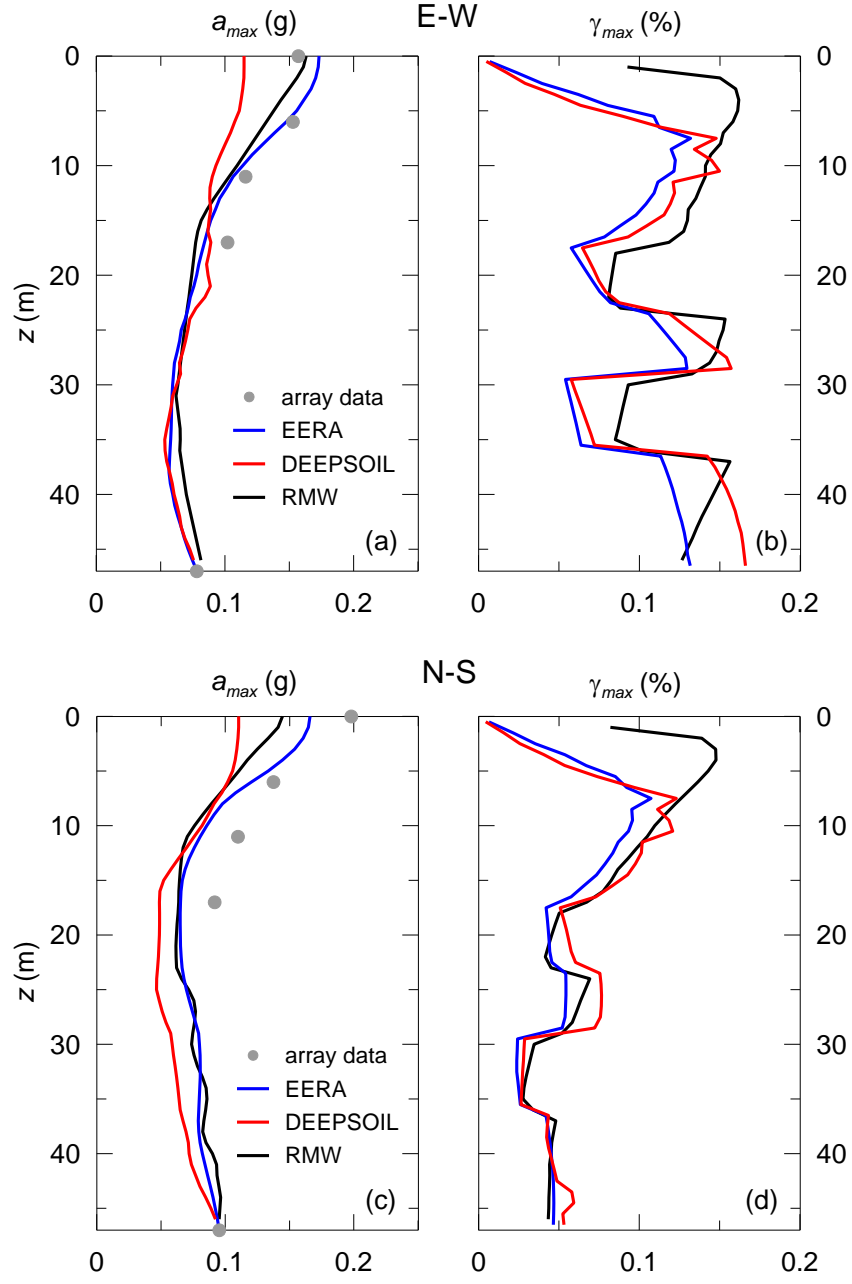 E-W
a_max (g)
γ_max (%)
0
0
10
10
20
20
30
30
40
40
z (m)
array data
EERA
DEEPSOIL
RMW
(a)
(b)
0
0.1
0.2
0
0.1
0.2
N-S
a_max (g)
γ_max (%)
0
0
10
10
20
20
30
30
40
40
z (m)
array data
EERA
DEEPSOIL
RMW
(c)
(d)
0
0.1
0.2
0
0.1
0.2